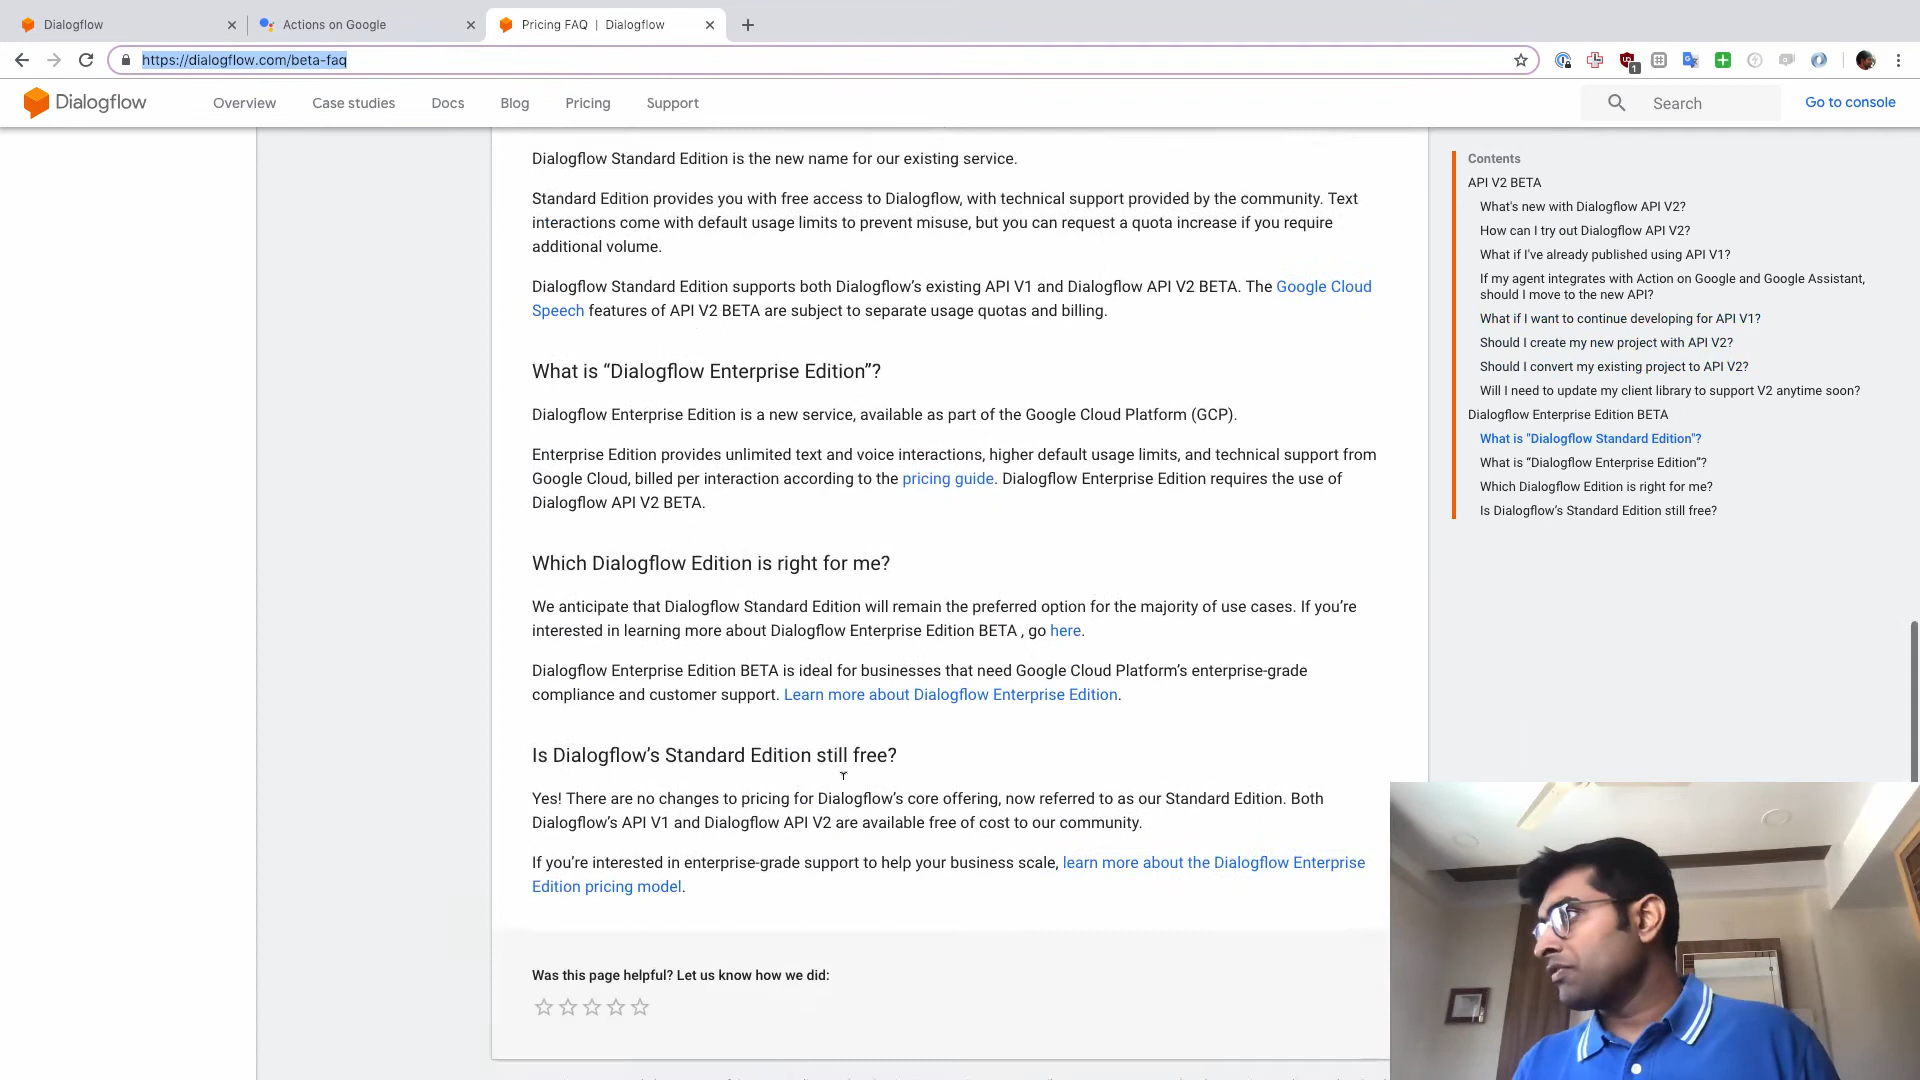 Dialogflow
Actions on Google
Pricing FAQ | Dialogflow
https://dialogflow.com/beta-faq
1
Dialogflow
Overview
Case studies
Docs
Blog
Pricing
Support
Search
Go to console
Dialogflow Standard Edition is the new name for our existing service.
Standard Edition provides you with free access to Dialogflow, with technical support provided by the community. Text
interactions come with default usage limits to prevent misuse, but you can request a quota increase if you require
additional volume.
Dialogflow Standard Edition supports both Dialogflow’s existing API V1 and Dialogflow API V2 BETA. The Google Cloud
Speech features of API V2 BETA are subject to separate usage quotas and billing.
What is “Dialogflow Enterprise Edition”?
Dialogflow Enterprise Edition is a new service, available as part of the Google Cloud Platform (GCP).
Enterprise Edition provides unlimited text and voice interactions, higher default usage limits, and technical support from
Google Cloud, billed per interaction according to the pricing guide. Dialogflow Enterprise Edition requires the use of
Dialogflow API V2 BETA.
Which Dialogflow Edition is right for me?
We anticipate that Dialogflow Standard Edition will remain the preferred option for the majority of use cases. If you’re
interested in learning more about Dialogflow Enterprise Edition BETA , go here.
Dialogflow Enterprise Edition BETA is ideal for businesses that need Google Cloud Platform’s enterprise-grade
compliance and customer support. Learn more about Dialogflow Enterprise Edition.
Is Dialogflow’s Standard Edition still free?
Yes! There are no changes to pricing for Dialogflow’s core offering, now referred to as our Standard Edition. Both
Dialogflow’s API V1 and Dialogflow API V2 are available free of cost to our community.
If you’re interested in enterprise-grade support to help your business scale, learn more about the Dialogflow Enterprise
Edition pricing model.
Was this page helpful? Let us know how we did:
Contents
API V2 BETA
What's new with Dialogflow API V2?
How can I try out Dialogflow API V2?
What if I've already published using API V1?
If my agent integrates with Action on Google and Google Assistant,
should I move to the new API?
What if I want to continue developing for API V1?
Should I create my new project with API V2?
Should I convert my existing project to API V2?
Will I need to update my client library to support V2 anytime soon?
Dialogflow Enterprise Edition BETA
What is "Dialogflow Standard Edition"?
What is “Dialogflow Enterprise Edition”?
Which Dialogflow Edition is right for me?
Is Dialogflow’s Standard Edition still free?